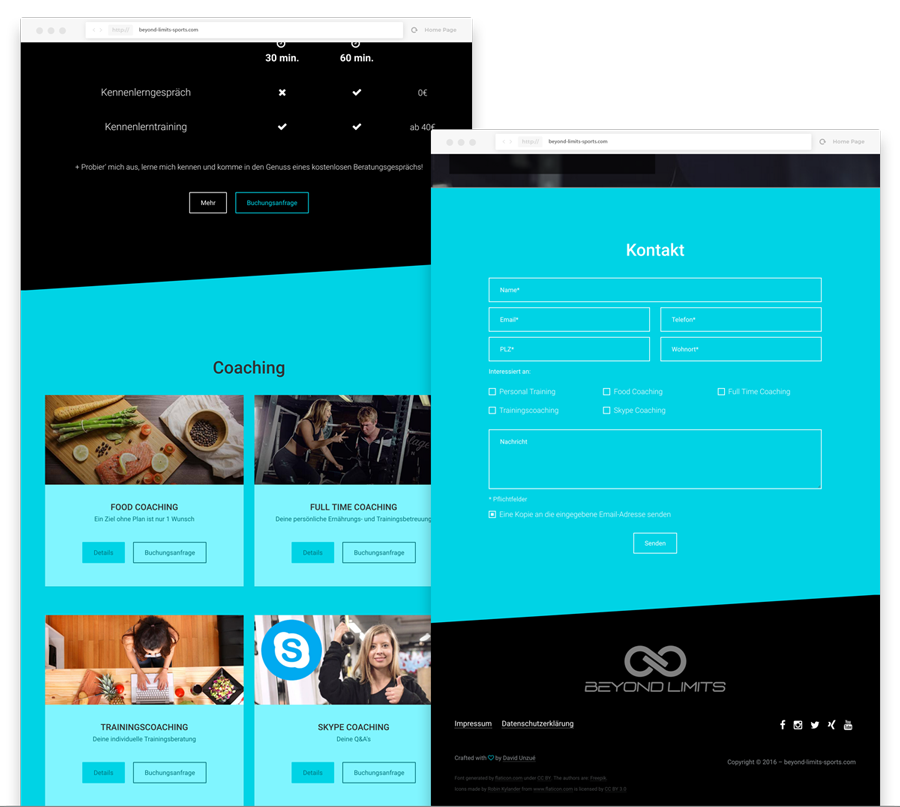 http://
beyond-limits-sports.com
Home Page
30 min.
60 min.
Kennenlerngespräch
0€
Kennenlerntraining
ab 40€
+ Probier' mich aus, lerne mich kennen und komme in den Genuss eines kostenlosen Beratungsgesprächs!
Mehr
Buchungsanfrage
Coaching
FOOD COACHING
Ein Ziel ohne Plan ist nur 1 Wunsch
Details
Buchungsanfrage
FULL TIME COACHING
Deine persönliche Ernährungs- und Trainingsbetreuung
Details
Buchungsanfrage
TRAININGSCOACHING
Deine individuelle Trainingsberatung
Details
Buchungsanfrage
S
SKYPE COACHING
Deine Q&A's
Details
Buchungsanfrage
http://
beyond-limits-sports.com
Home Page
Kontakt
Name*
Email*
Telefon*
PLZ*
Wohnort*
Interessiert an:
Personal Training
Food Coaching
Full Time Coaching
Trainingscoaching
Skype Coaching
Nachricht
* Pflichtfelder
Eine Kopie an die eingegebene Email-Adresse senden
Senden
BEYOND LIMITS
Impressum
Datenschutzerklärung
Crafted with ♡ by David Unzué
Copyright © 2016 – beyond-limits-sports.com
Font generated by flaticon.com under CC BY. The authors are: Freepik.
Icons made by from www.flaticon.com is licensed by CC BY 3.0